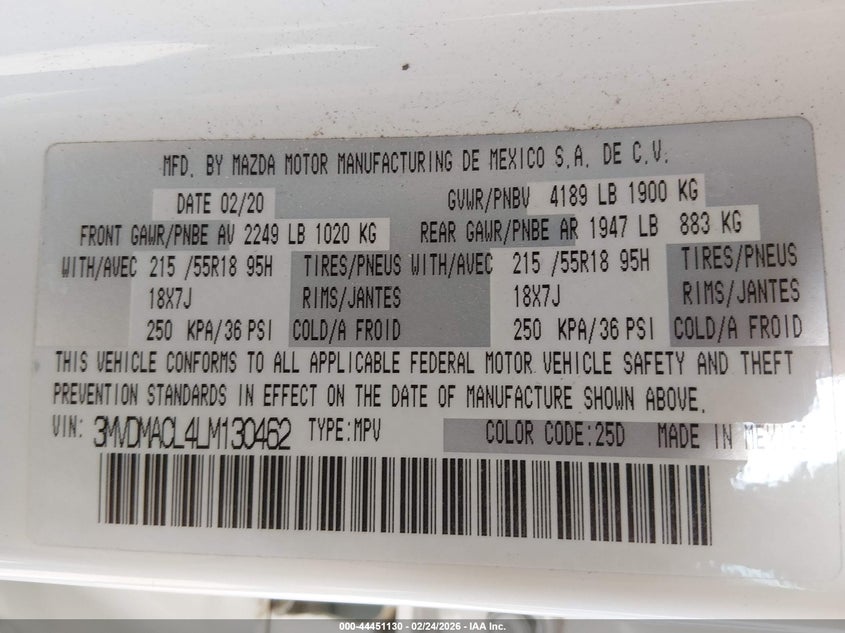 MFD. BY MAZDA MOTOR MANUFACTURING DE MEXICO S.A. DE C.V.
DATE 02/20 GVWR/PNBV 4189 LB 1900 KG
FRONT GAWR/PNBE AV 2249 LB 1020 KG REAR GAWR/PNBE AR 1947 LB 883 KG
WITH/AVEC 215 /55R18 95H TIRES/PNEUS WITH/AVEC 215 /55R18 95H TIRES/PNEUS
18X7J RIMS/JANTES 18X7J RIMS/JANTES
250 KPA/36 PSI COLD/A FROID 250 KPA/36 PSI COLD/A FROID
THIS VEHICLE CONFORMS TO ALL APPLICABLE FEDERAL MOTOR VEHICLE SAFETY AND THEFT
PREVENTION STANDARDS IN EFFECT ON THE DATE OF MANUFACTURE SHOWN ABOVE.
VIN: 3MVDMACL4LM130462 TYPE:MPV COLOR CODE:25D MADE IN MEXICO
000-44451130 - 02/24/2026 - IAA Inc.